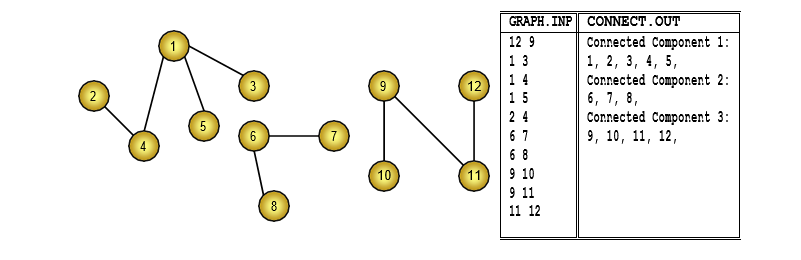 1
2
3
4
5
6
7
8
9
10
11
12
GRAPH.INP CONNECT.OUT
12 9 Connected Component 1:
1 3 1, 2, 3, 4, 5,
1 4 Connected Component 2:
1 5 6, 7, 8,
2 4 Connected Component 3:
6 7 9, 10, 11, 12,
6 8
9 10
9 11
11 12